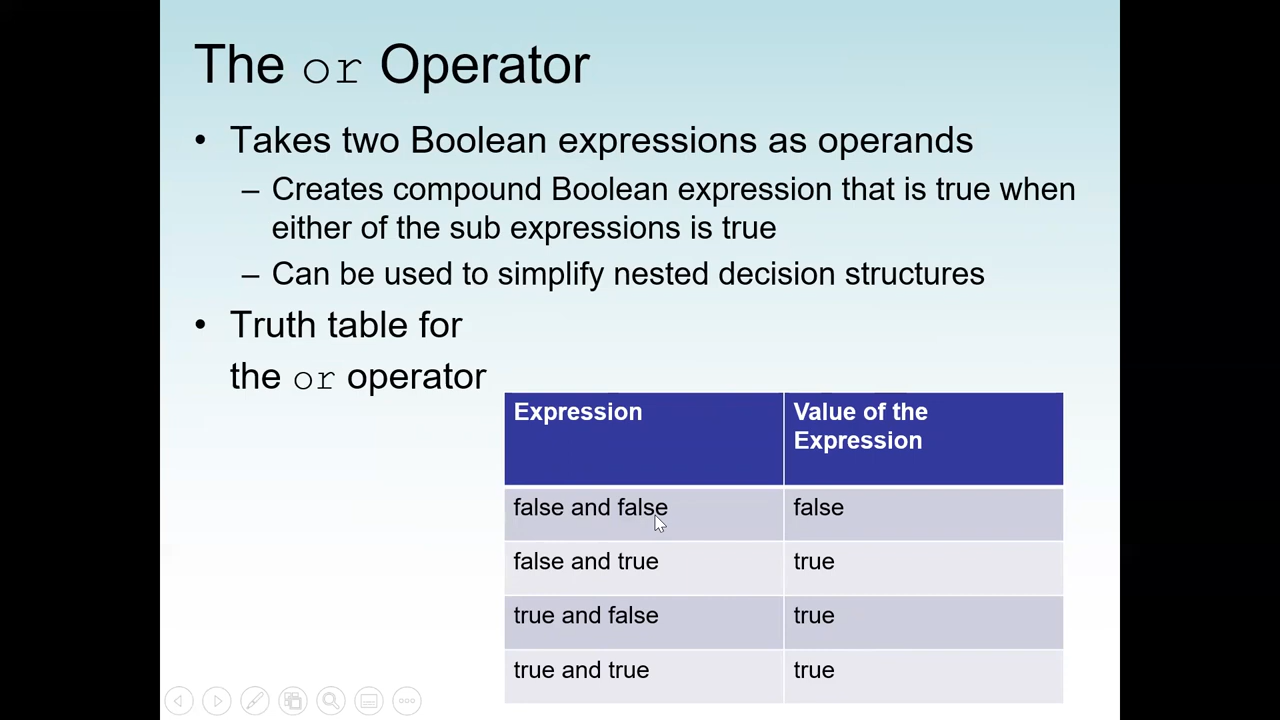 The or Operator
• Takes two Boolean expressions as operands
– Creates compound Boolean expression that is true when
either of the sub expressions is true
– Can be used to simplify nested decision structures
• Truth table for
the or operator
Expression Value of the
Expression
false and false false
false and true true
true and false true
true and true true